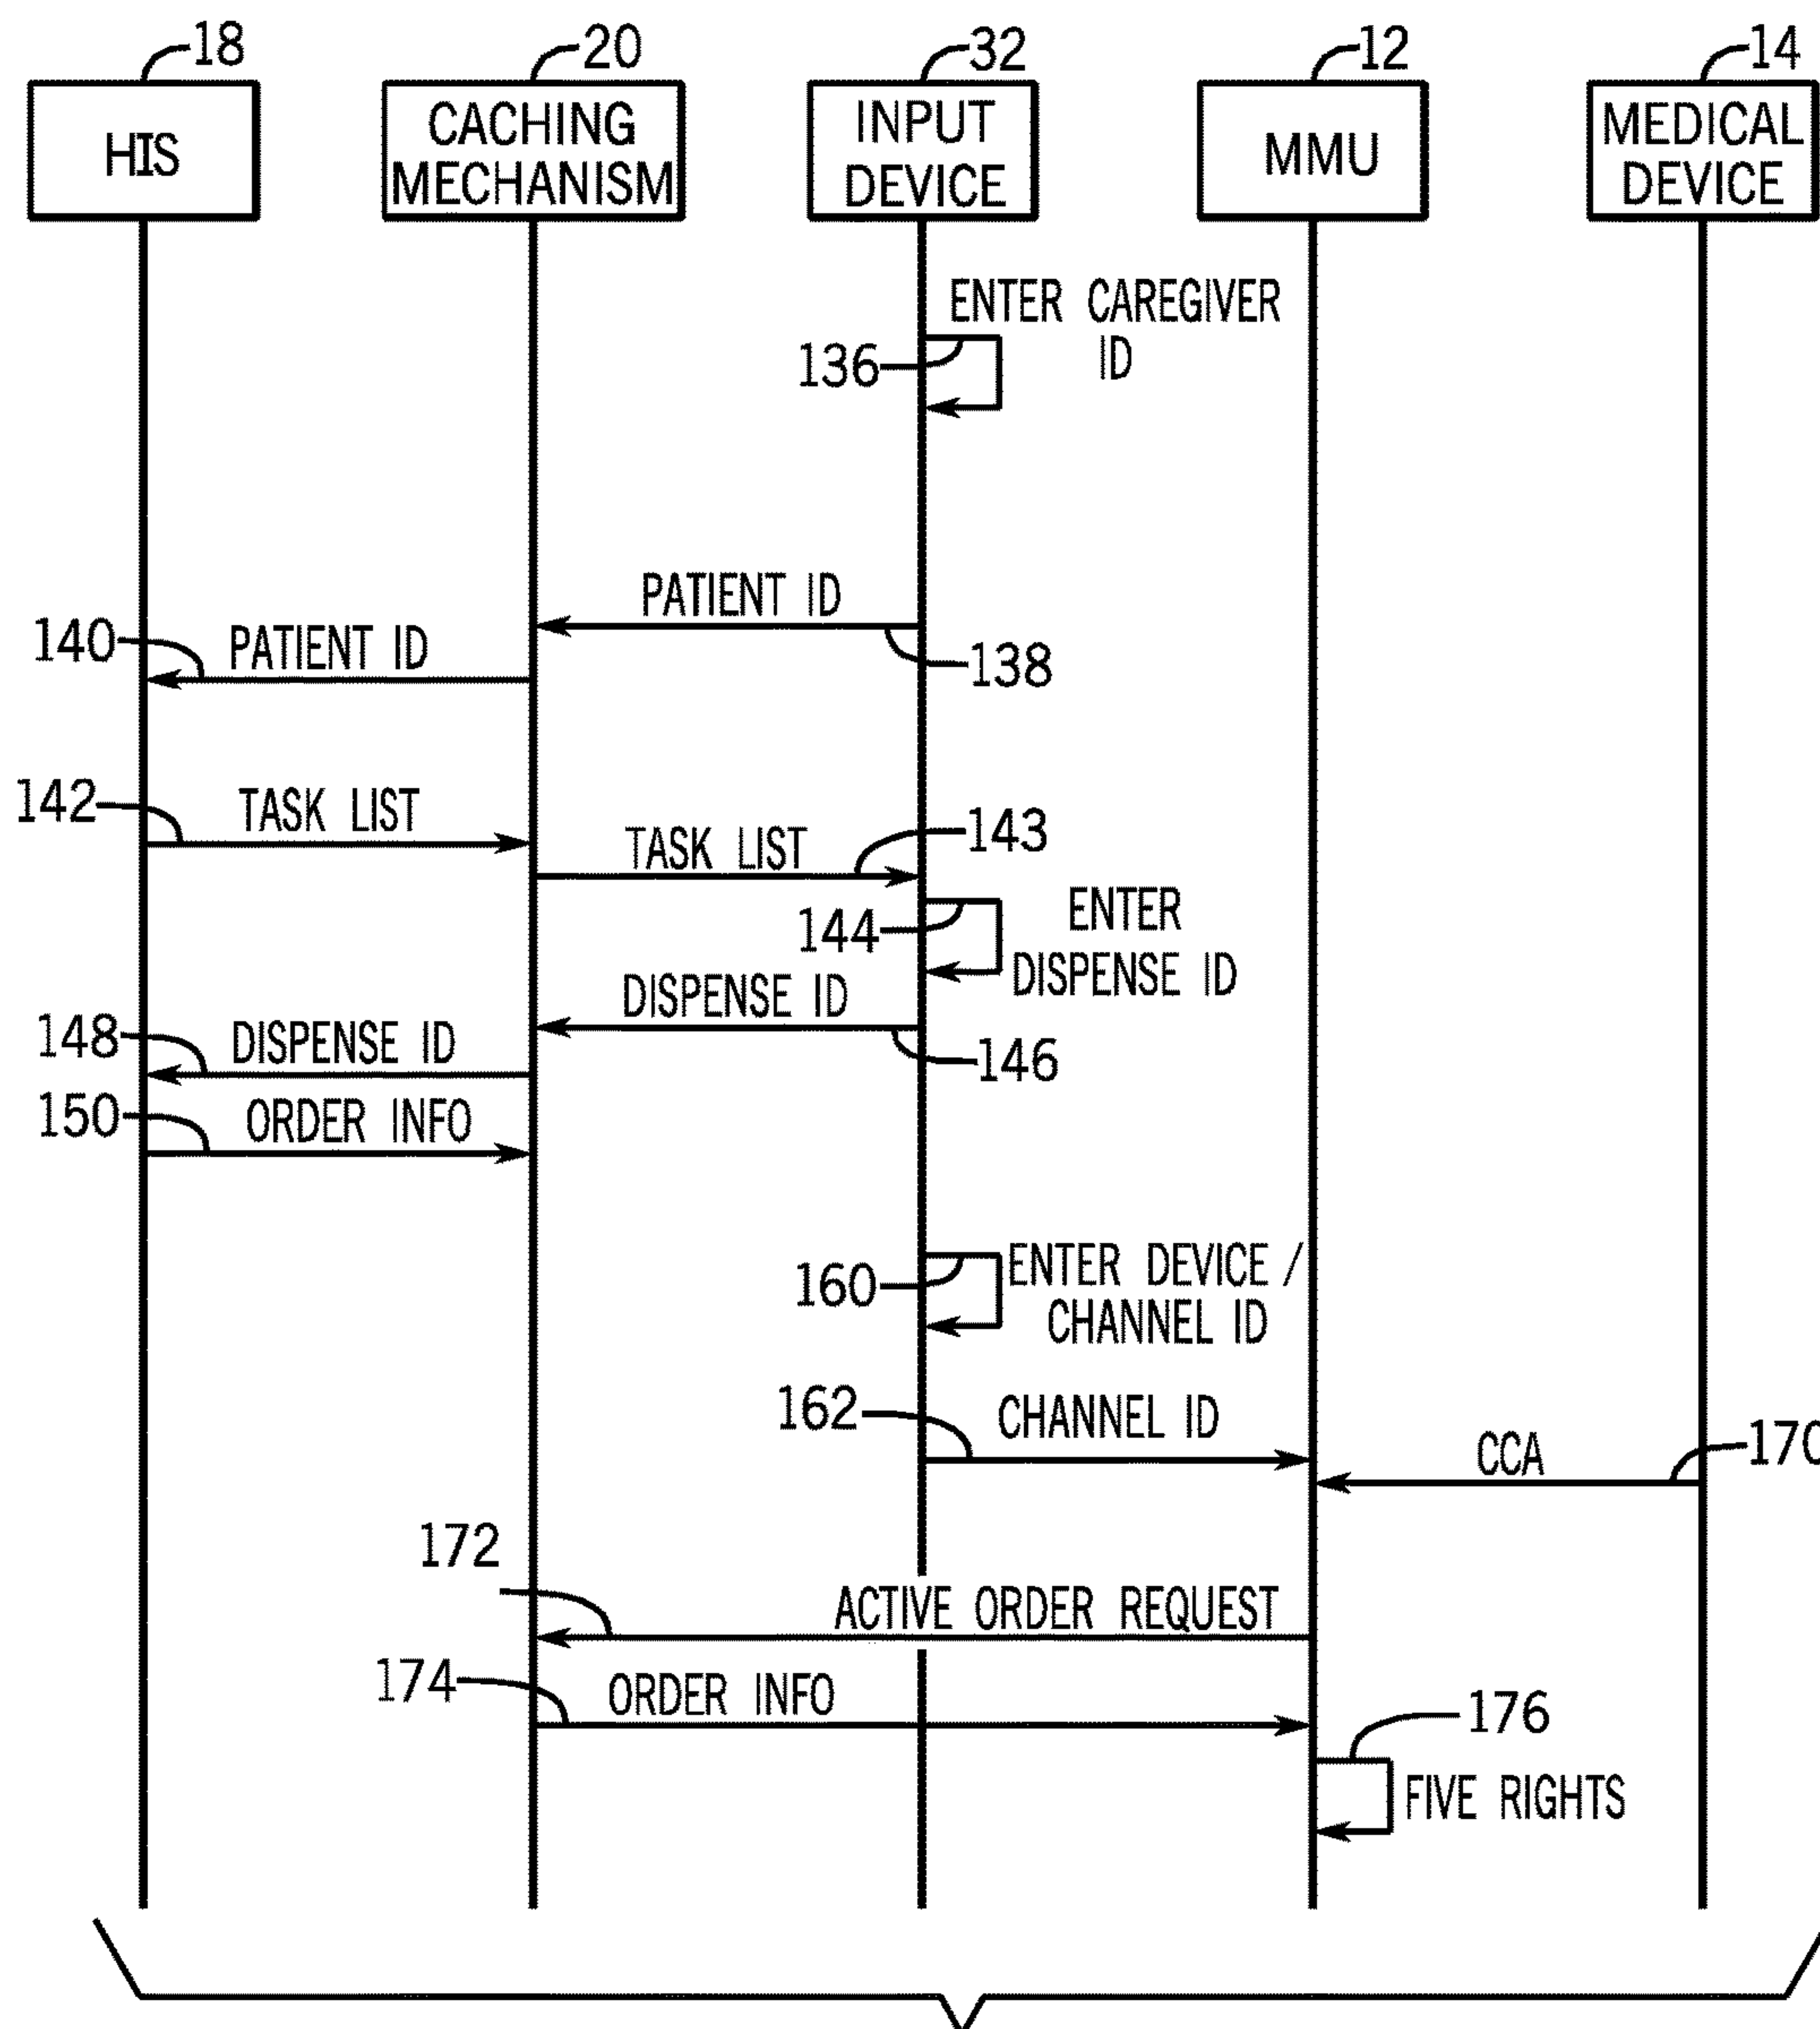 18
20
32
12
14
HIS
CACHING
MECHANISM
INPUT
DEVICE
MMU
MEDICAL
DEVICE
ENTER CAREGIVER
ID
136
PATIENT ID
138
140
PATIENT ID
142
TASK LIST
TASK LIST
143
144
ENTER
DISPENSE ID
DISPENSE ID
146
148
DISPENSE ID
150
ORDER INFO
160
ENTER DEVICE /
CHANNEL ID
162
CHANNEL ID
CCA
170
172
ACTIVE ORDER REQUEST
174
ORDER INFO
176
FIVE RIGHTS